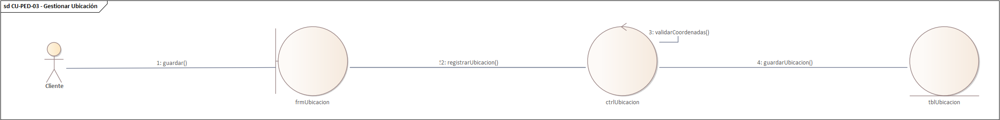 sd CU-PED-03 - Gestionar Ubicación
3: validarCoordenadas()
1: guardar()
2: registrarUbicacion()
4: guardarUbicacion()
Cliente
frmUbicacion
ctrlUbicacion
tblUbicacion